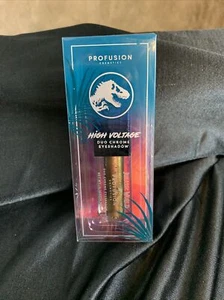 PROFUSION
COSMETICS
HIGH VOLTAGE
DUO CHROME
EYESHADOW